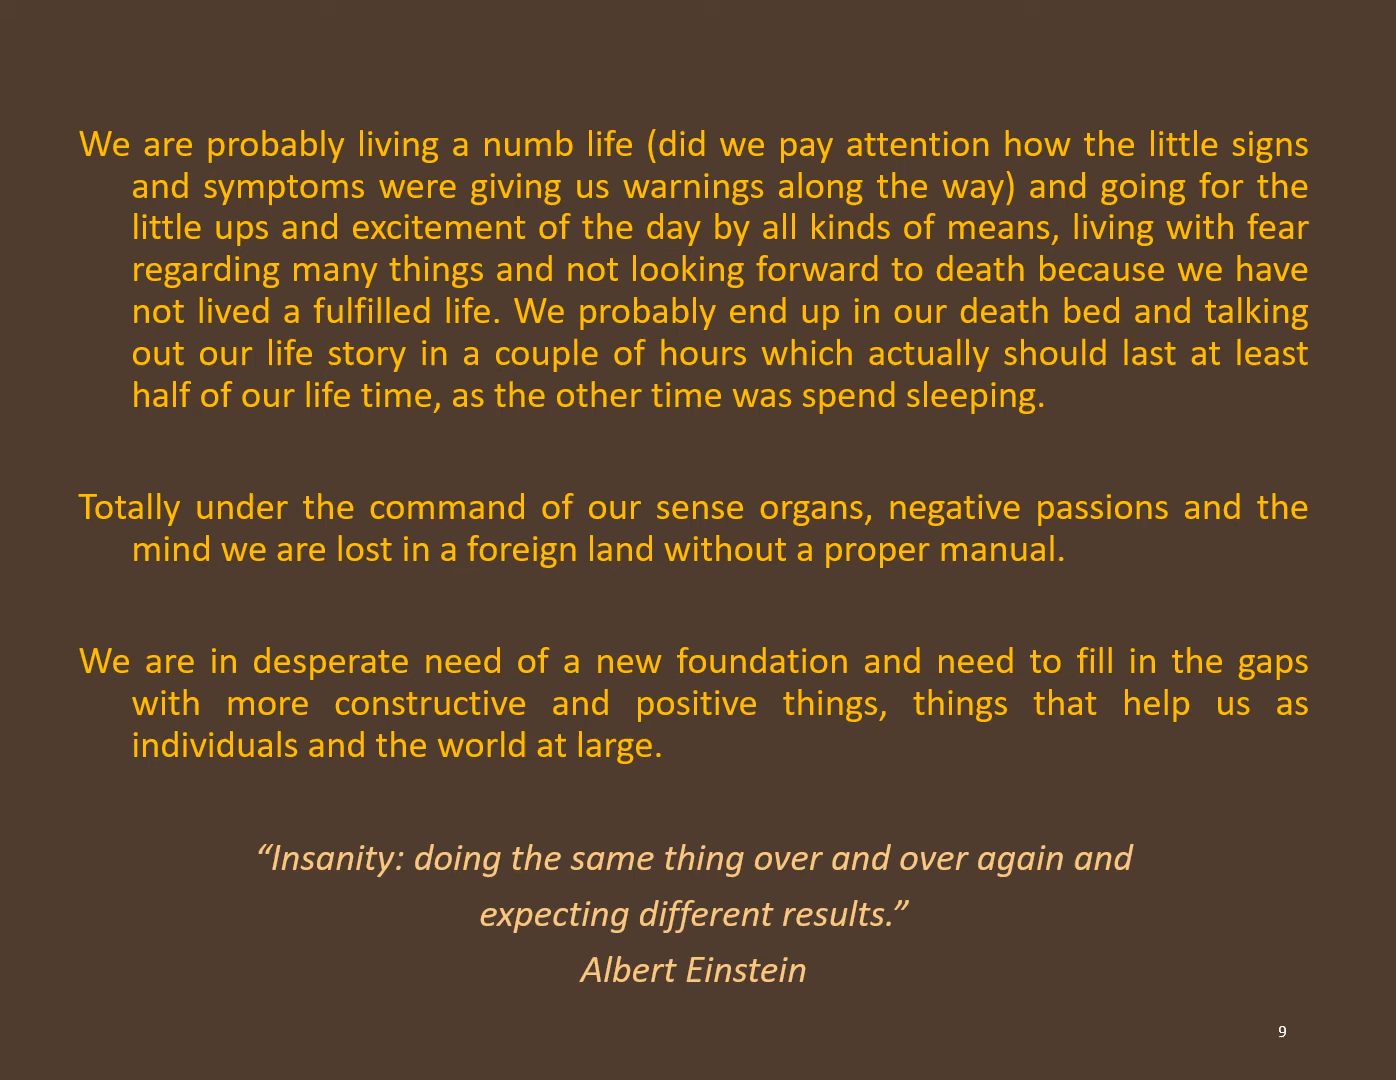 We are probably living a numb life (did we pay attention how the little signs
and symptoms were giving us warnings along the way) and going for the
little ups and excitement of the day by all kinds of means, living with fear
regarding many things and not looking forward to death because we have
not lived a fulfilled life. We probably end up in our death bed and talking
out our life story in a couple of hours which actually should last at least
half of our life time, as the other time was spend sleeping.
Totally under the command of our sense organs, negative passions and the
mind we are lost in a foreign land without a proper manual.
We are in desperate need of a new foundation and need to fill in the gaps
with more constructive and positive things, things that help us as
individuals and the world at large.
“Insanity: doing the same thing over and over again and
expecting different results.”
Albert Einstein
9